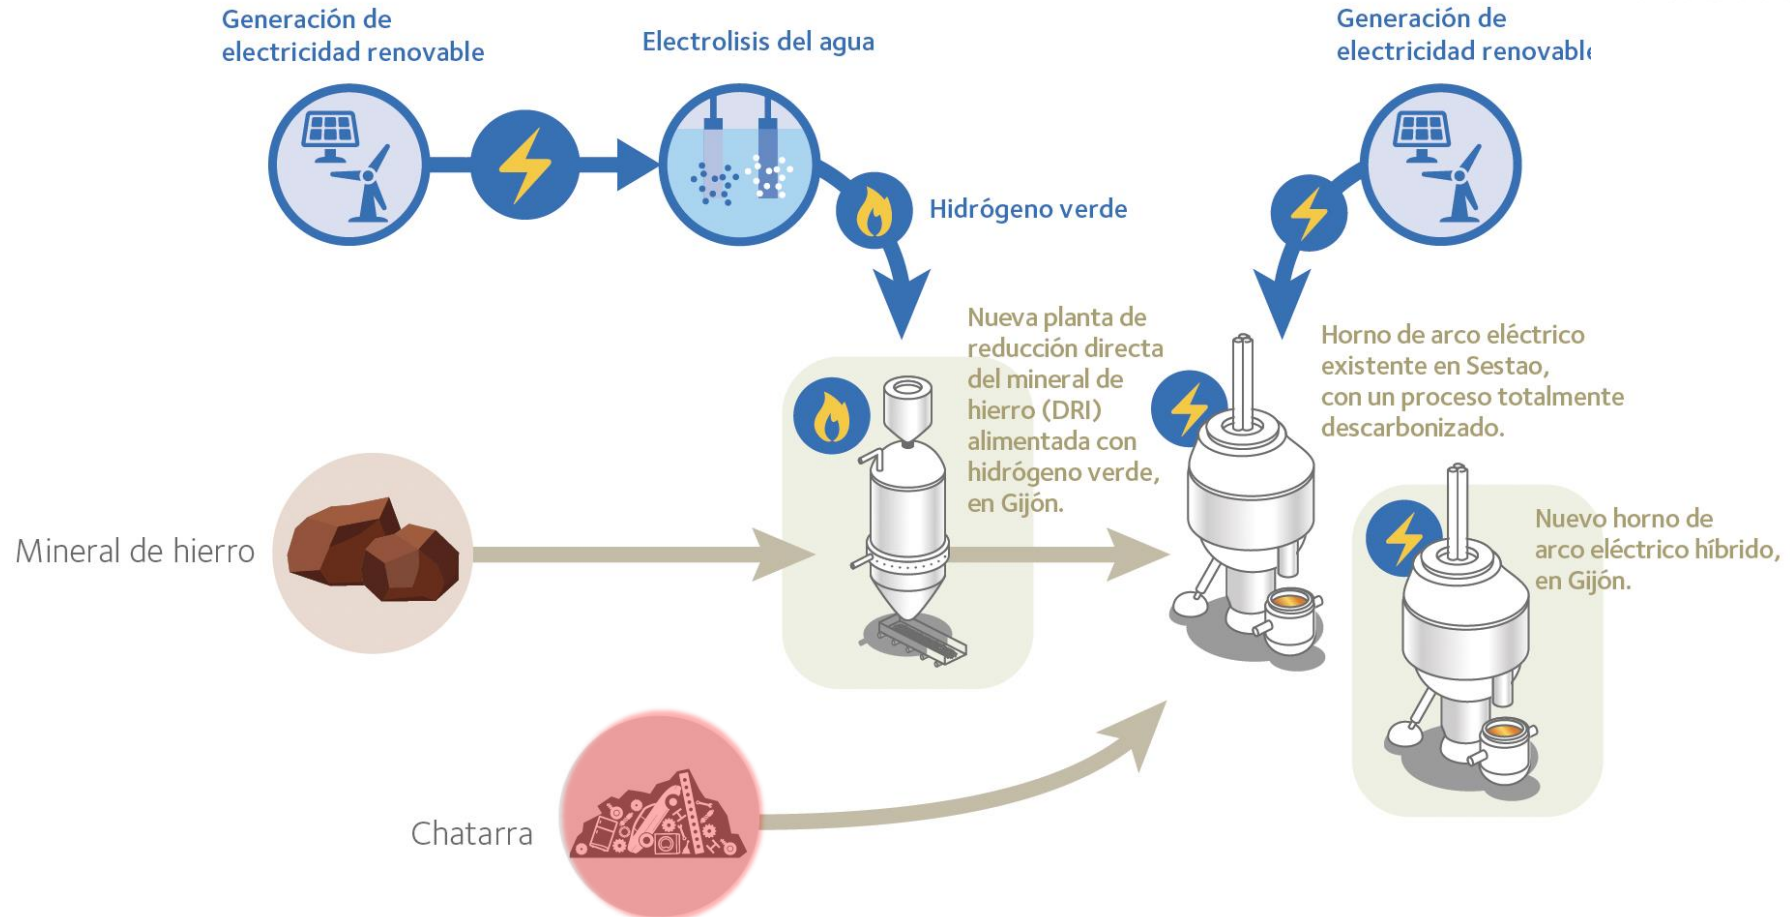 Generación de
electricidad renovable
Electrolisis del agua
Generación de
electricidad renovable
Hidrógeno verde
Nueva planta de
reducción directa
del mineral de
hierro (DRI)
alimentada con
hidrógeno verde,
en Gijón.
Horno de arco eléctrico
existente en Sestao,
con un proceso totalmente
descarbonizado.
Nuevo horno de
arco eléctrico híbrido,
en Gijón.
Mineral de hierro
Chatarra